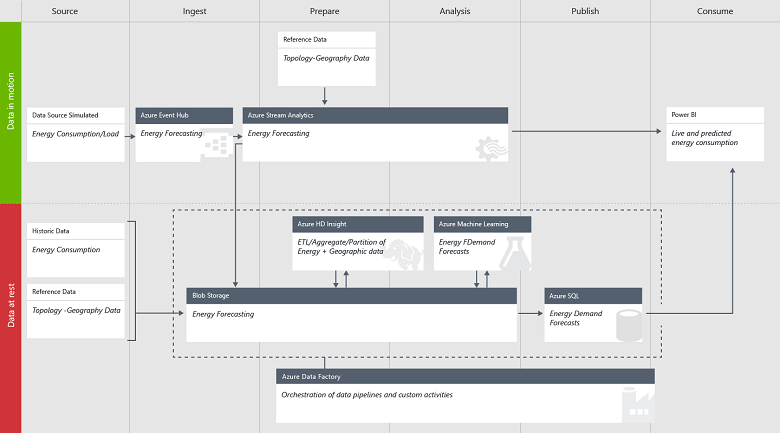 Source
Ingest
Prepare
Analysis
Publish
Consume
Data in motion
Reference Data
Topology-Geography Data
Data Source Simulated
Energy Consumption/Load
Azure Event Hub
Energy Forecasting
Azure Stream Analytics
Energy Forecasting
Power BI
Live and predicted
energy consumption
Data at rest
Historic Data
Energy Consumption
Reference Data
Topology -Geography Data
Azure HD Insight
ETL/Aggregate/Partition of
Energy + Geographic data
Azure Machine Learning
Energy FDemand
Forecasts
Blob Storage
Energy Forecasting
Azure SQL
Energy Demand
Forecasts
Azure Data Factory
Orchestration of data pipelines and custom activities